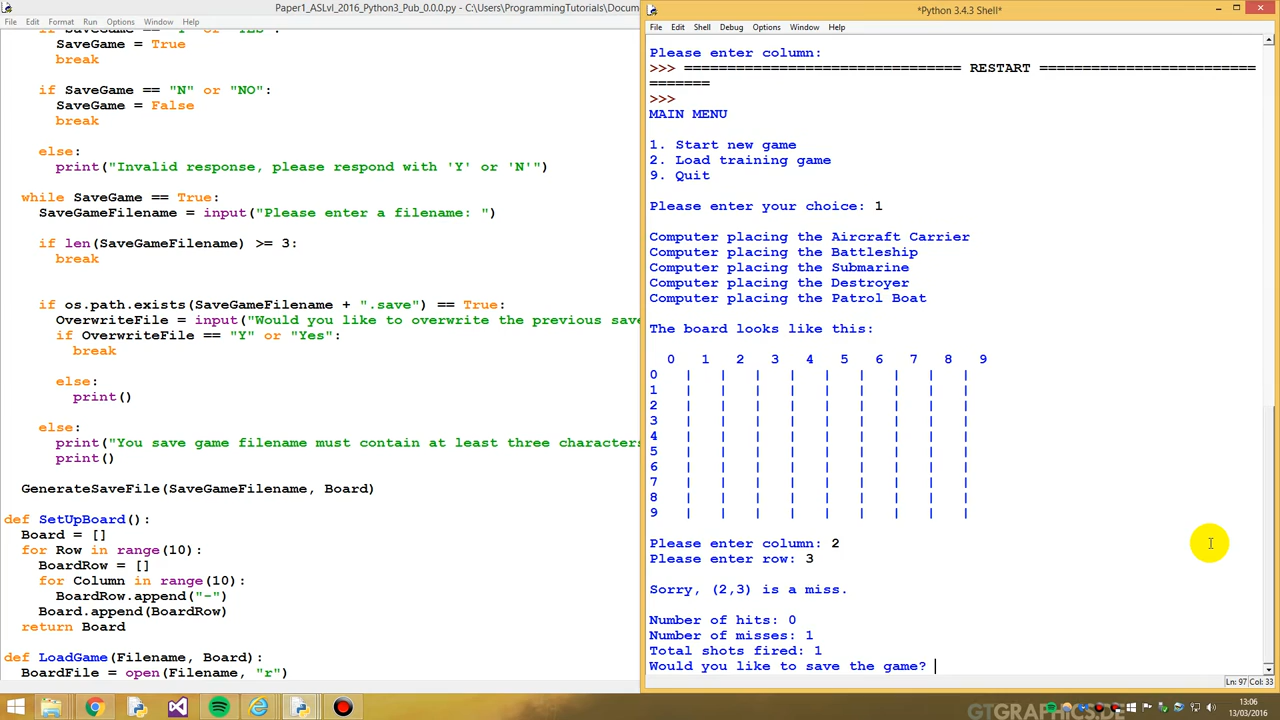 Paper1_ASLvl_2016_Python3_Pub_0.0.0.py - C:\Users\ProgrammingTutorials\Docum
File Edit Format Run Options Window Help
SaveGame = True
break
if SaveGame == "N" or "NO":
SaveGame = False
break
else:
print("Invalid response, please respond with 'Y' or 'N'")
while SaveGame == True:
SaveGameFilename = input("Please enter a filename: ")
if len(SaveGameFilename) >= 3:
break
if os.path.exists(SaveGameFilename + ".save") == True:
OverwriteFile = input("Would you like to overwrite the previous save
if OverwriteFile == "Y" or "Yes":
break
else:
print()
else:
print("You save game filename must contain at least three characters
print()
GenerateSaveFile(SaveGameFilename, Board)
def SetUpBoard():
Board = []
for Row in range(10):
BoardRow = []
for Column in range(10):
BoardRow.append("-")
Board.append(BoardRow)
return Board
def LoadGame(Filename, Board):
BoardFile = open(Filename, "r")
*Python 3.4.3 Shell*
File Edit Shell Debug Options Window Help
Please enter column:
>>> ================================ RESTART =========================
=======
>>>
MAIN MENU
1. Start new game
2. Load training game
9. Quit
Please enter your choice: 1
Computer placing the Aircraft Carrier
Computer placing the Battleship
Computer placing the Submarine
Computer placing the Destroyer
Computer placing the Patrol Boat
The board looks like this:
0 1 2 3 4 5 6 7 8 9
0 | | | | | | | | |
1 | | | | | | | | |
2 | | | | | | | | |
3 | | | | | | | | |
4 | | | | | | | | |
5 | | | | | | | | |
6 | | | | | | | | |
7 | | | | | | | | |
8 | | | | | | | | |
9 | | | | | | | | |
Please enter column: 2
Please enter row: 3
Sorry, (2,3) is a miss.
Number of hits: 0
Number of misses: 1
Total shots fired: 1
Would you like to save the game?
Ln: 97 Col: 33
13:06
13/03/2016